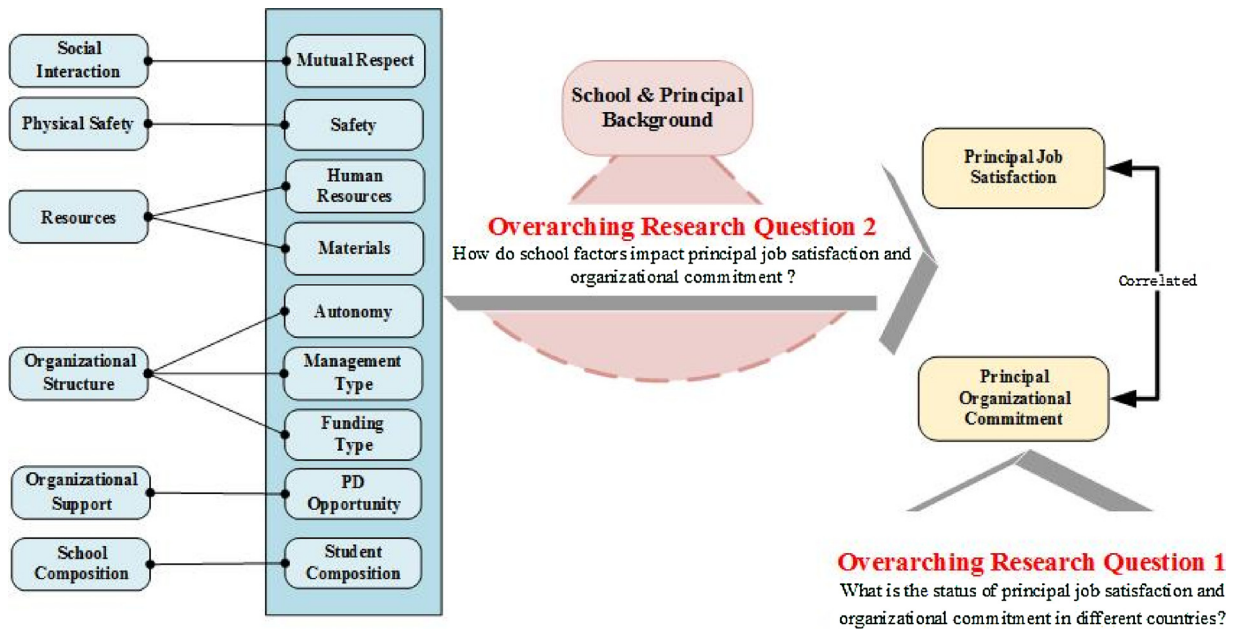 Social
Interaction
Physical Safety
Resources
Organizational
Structure
Organizational
Support
School
Composition
Mutual Respect
Safety
Human
Resources
Materials
Autonomy
Management
Type
Funding
Type
PD
Opportunity
Student
Composition
School & Principal
Background
Overarching Research Question 2
How do school factors impact principal job satisfaction and
organizational commitment ?
Principal Job
Satisfaction
Correlated
Principal
Organizational
Commitment
Overarching Research Question 1
What is the status of principal job satisfaction and
organizational commitment in different countries?